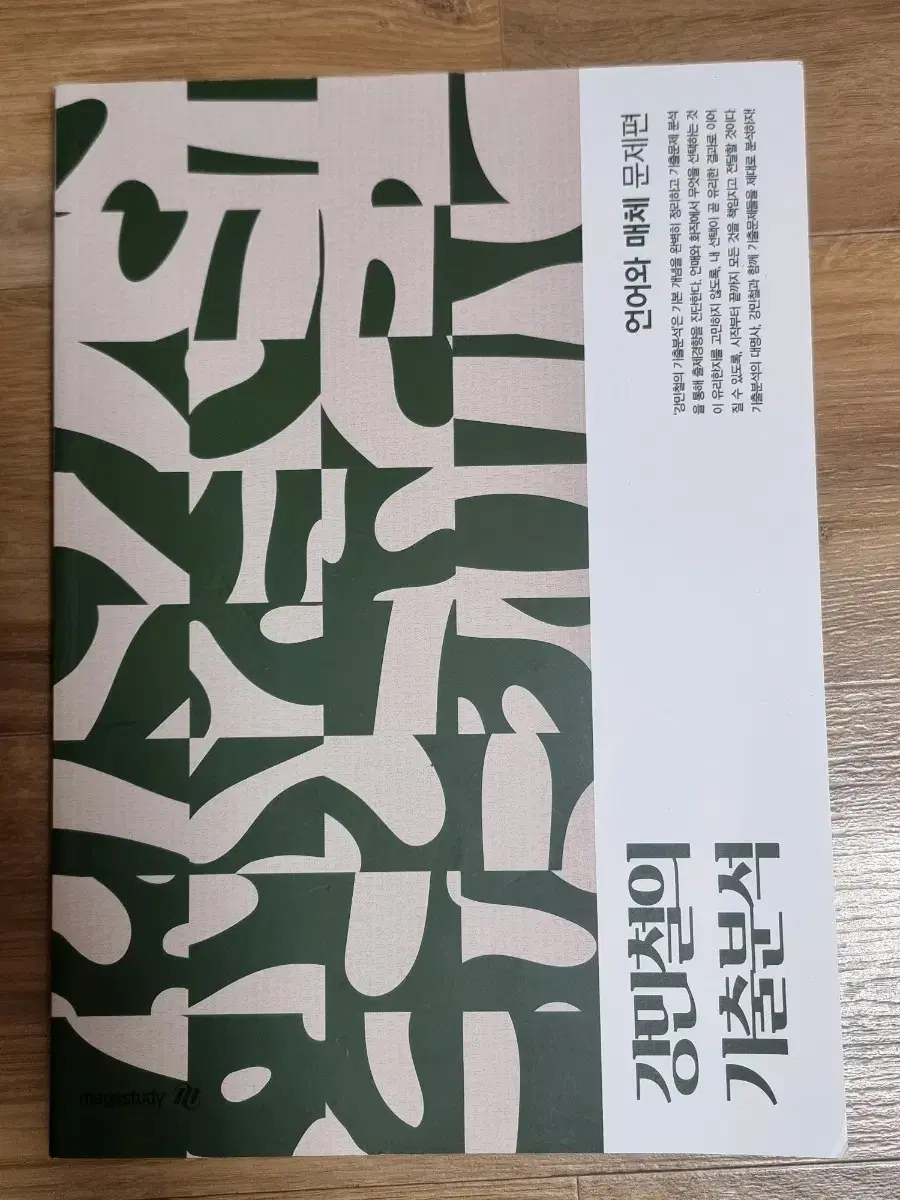 강민철의
기출분석
언어와 매체 문제편
'강민철의 기출분석'은 기본 개념을 완벽히 정리하고 기출문제 분석
을 통해 출제경향을 진단한다. 언매와 화작에서 무엇을 선택하는 것
이 유리한지를 고민하지 않도록, 내 선택이 곧 유리한 결과로 이어
질 수 있도록, 시작부터 끝까지 모든 것을 책임지고 전달할 것이다.
기출분석의 대명사, 강민철과 함께 기출문제들을 제대로 분석하자!
megastudy